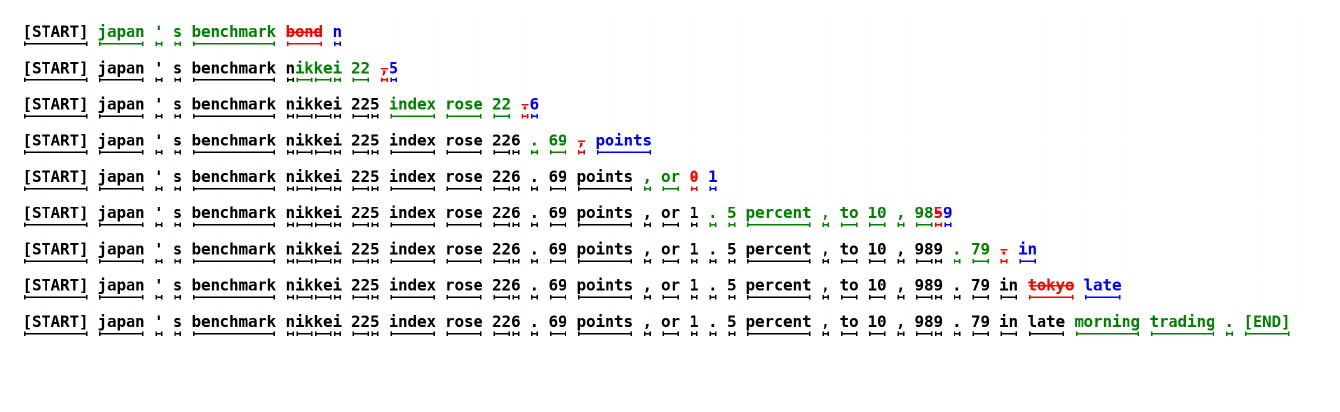 [START] japan ' s benchmark bond n
[START] japan ' s benchmark nikkei 22 ,5
[START] japan ' s benchmark nikkei 225 index rose 22 .6
[START] japan ' s benchmark nikkei 225 index rose 226 . 69 , points
[START] japan ' s benchmark nikkei 225 index rose 226 . 69 points , or 0 1
[START] japan ' s benchmark nikkei 225 index rose 226 . 69 points , or 1 . 5 percent , to 10 , 9859
[START] japan ' s benchmark nikkei 225 index rose 226 . 69 points , or 1 . 5 percent , to 10 , 989 . 79 . in
[START] japan ' s benchmark nikkei 225 index rose 226 . 69 points , or 1 . 5 percent , to 10 , 989 . 79 in tokyo late
[START] japan ' s benchmark nikkei 225 index rose 226 . 69 points , or 1 . 5 percent , to 10 , 989 . 79 in late morning trading . [END]